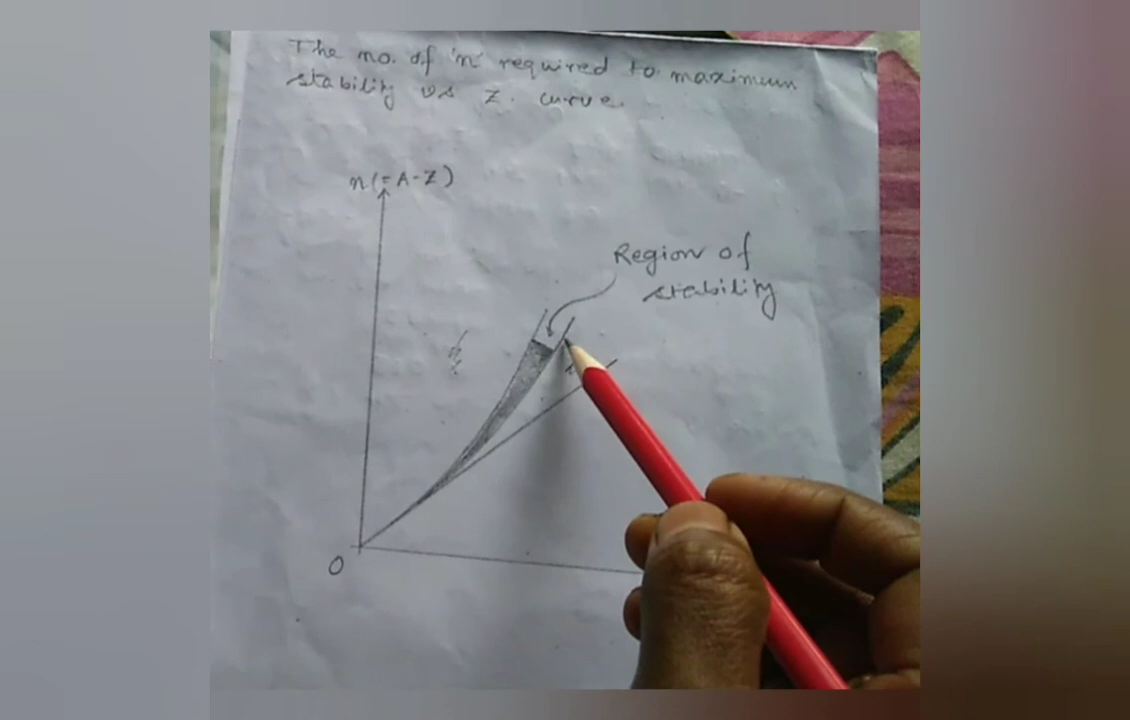 The no. of 'n' required to maximum
stability vs Z. curve.
n(=A-Z)
Region of
stability
O